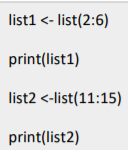 list1 <- list(2:6)
print(list1)
list2 <-list(11:15)
print(list2)